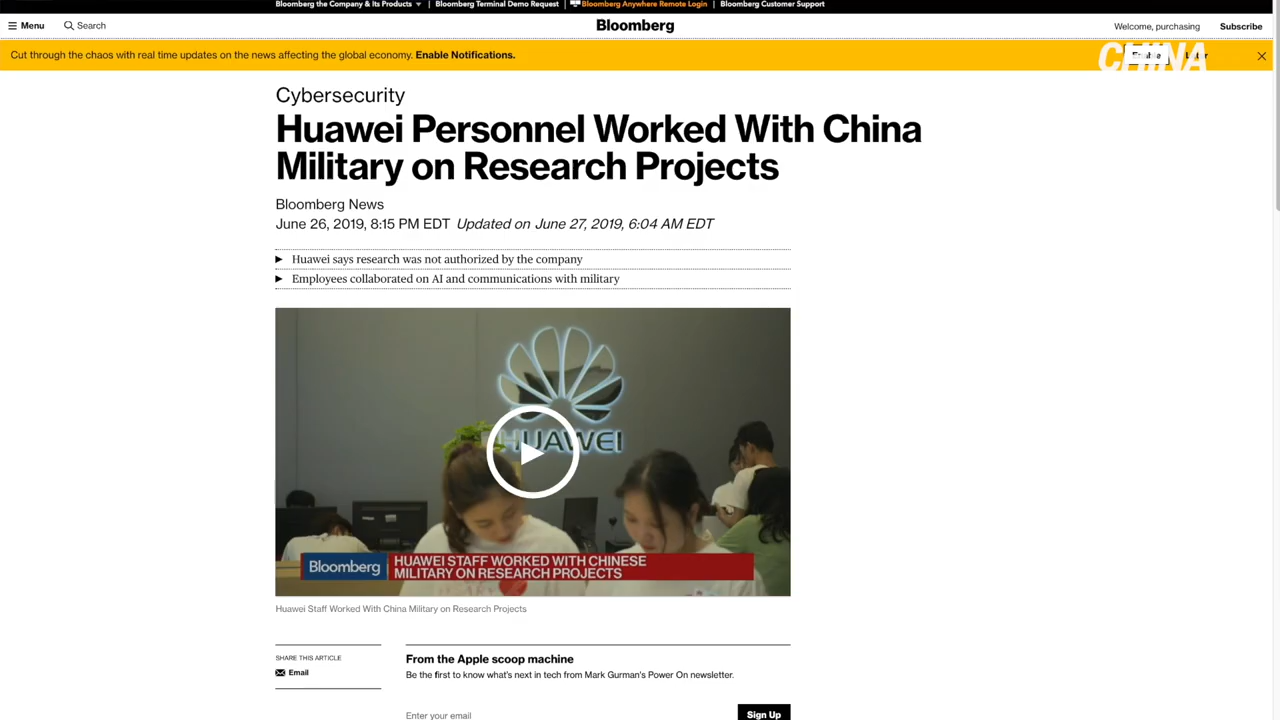 Bloomberg the Company & Its Products ▾ | Bloomberg Terminal Demo Request | Bloomberg Anywhere Remote Login | Bloomberg Customer Support
Menu Search Bloomberg Welcome, purchasing Subscribe
Cut through the chaos with real time updates on the news affecting the global economy. Enable Notifications.
CHINA
Cybersecurity
Huawei Personnel Worked With China
Military on Research Projects
Bloomberg News
June 26, 2019, 8:15 PM EDT Updated on June 27, 2019, 6:04 AM EDT
▶ Huawei says research was not authorized by the company
▶ Employees collaborated on AI and communications with military
HUAWEI
Bloomberg
HUAWEI STAFF WORKED WITH CHINESE
MILITARY ON RESEARCH PROJECTS
Huawei Staff Worked With China Military on Research Projects
SHARE THIS ARTICLE
Email
From the Apple scoop machine
Be the first to know what's next in tech from Mark Gurman's Power On newsletter.
Enter your email
Sign Up